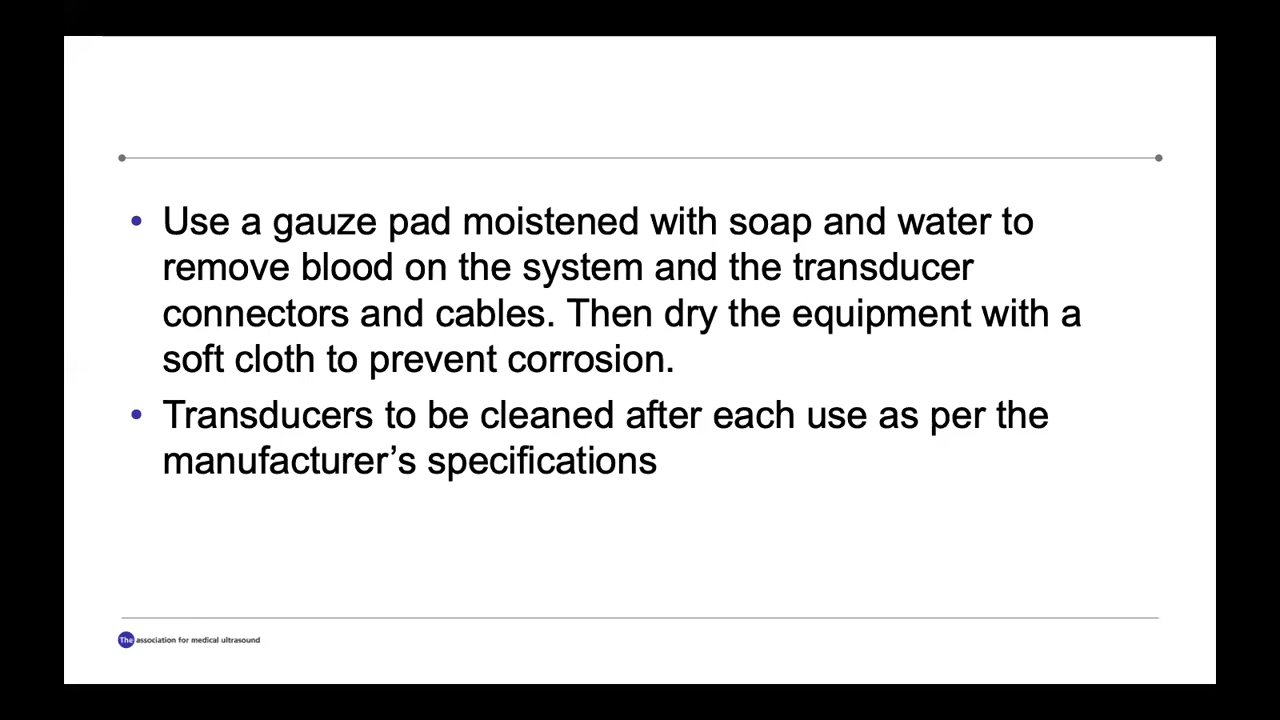 • Use a gauze pad moistened with soap and water to
remove blood on the system and the transducer
connectors and cables. Then dry the equipment with a
soft cloth to prevent corrosion.
• Transducers to be cleaned after each use as per the
manufacturer’s specifications
The association for medical ultrasound